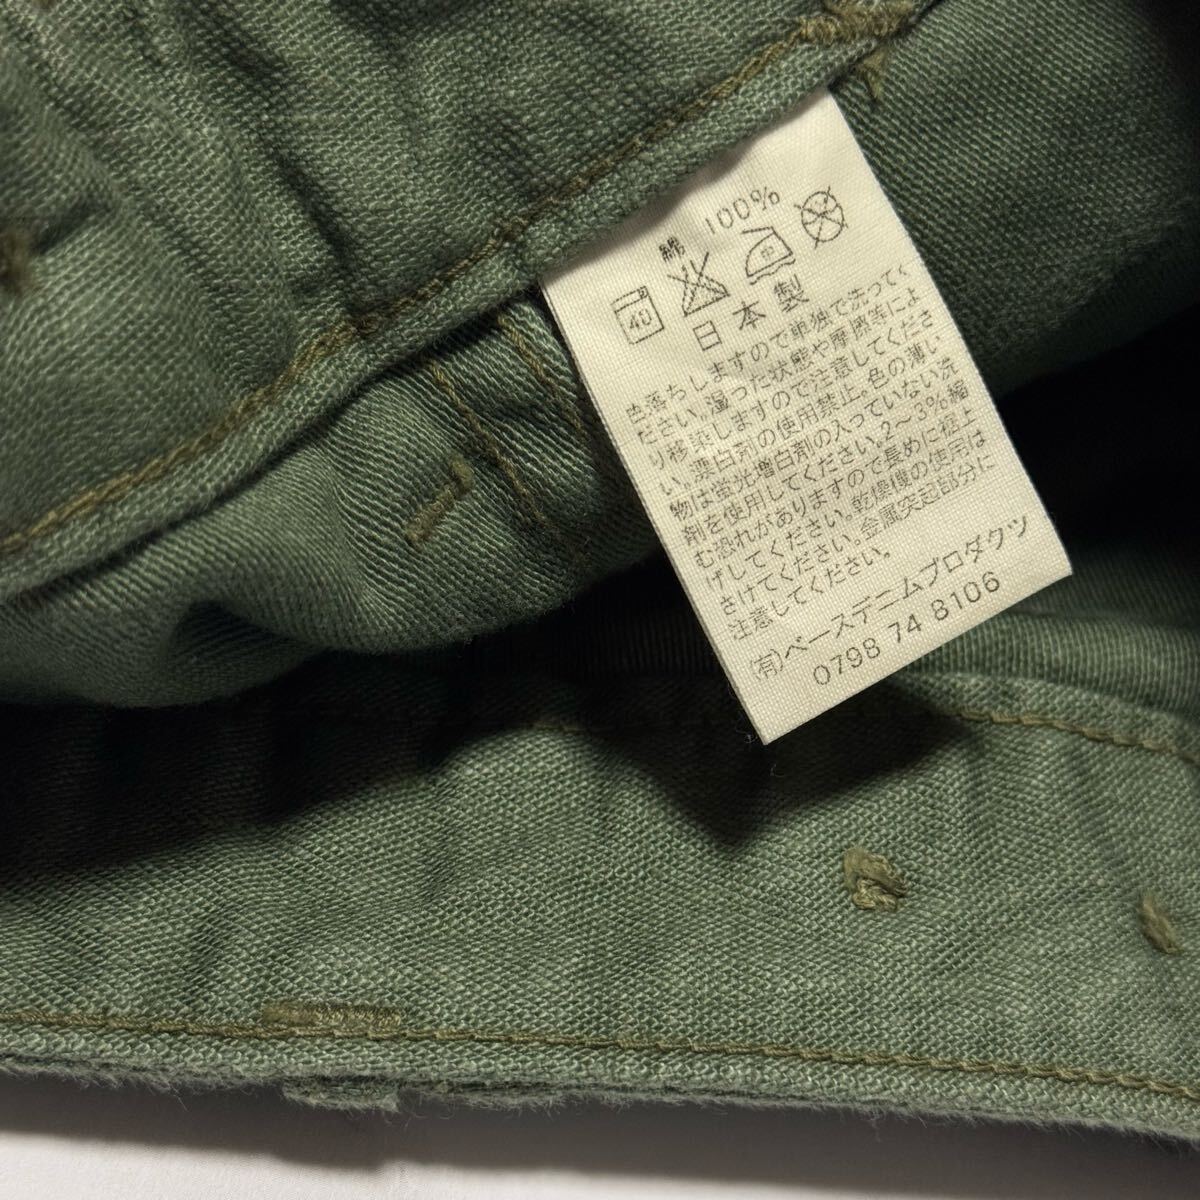 綿 100%
40 中
日本製
色落ちしますので単独で洗ってく
ださい。湿った状態や摩擦等によ
り移染しますので注意してくださ
い。漂白剤の使用禁止。色の薄い
物は蛍光増白剤の入っていない洗
剤を使用してください。2~3%縮
む恐れがありますので長めに裾上
げしてください。乾燥機の使用は
さけてください。金属突起部分に
注意してください。
(有)ベースデニムプロダクツ
0798 74 8106